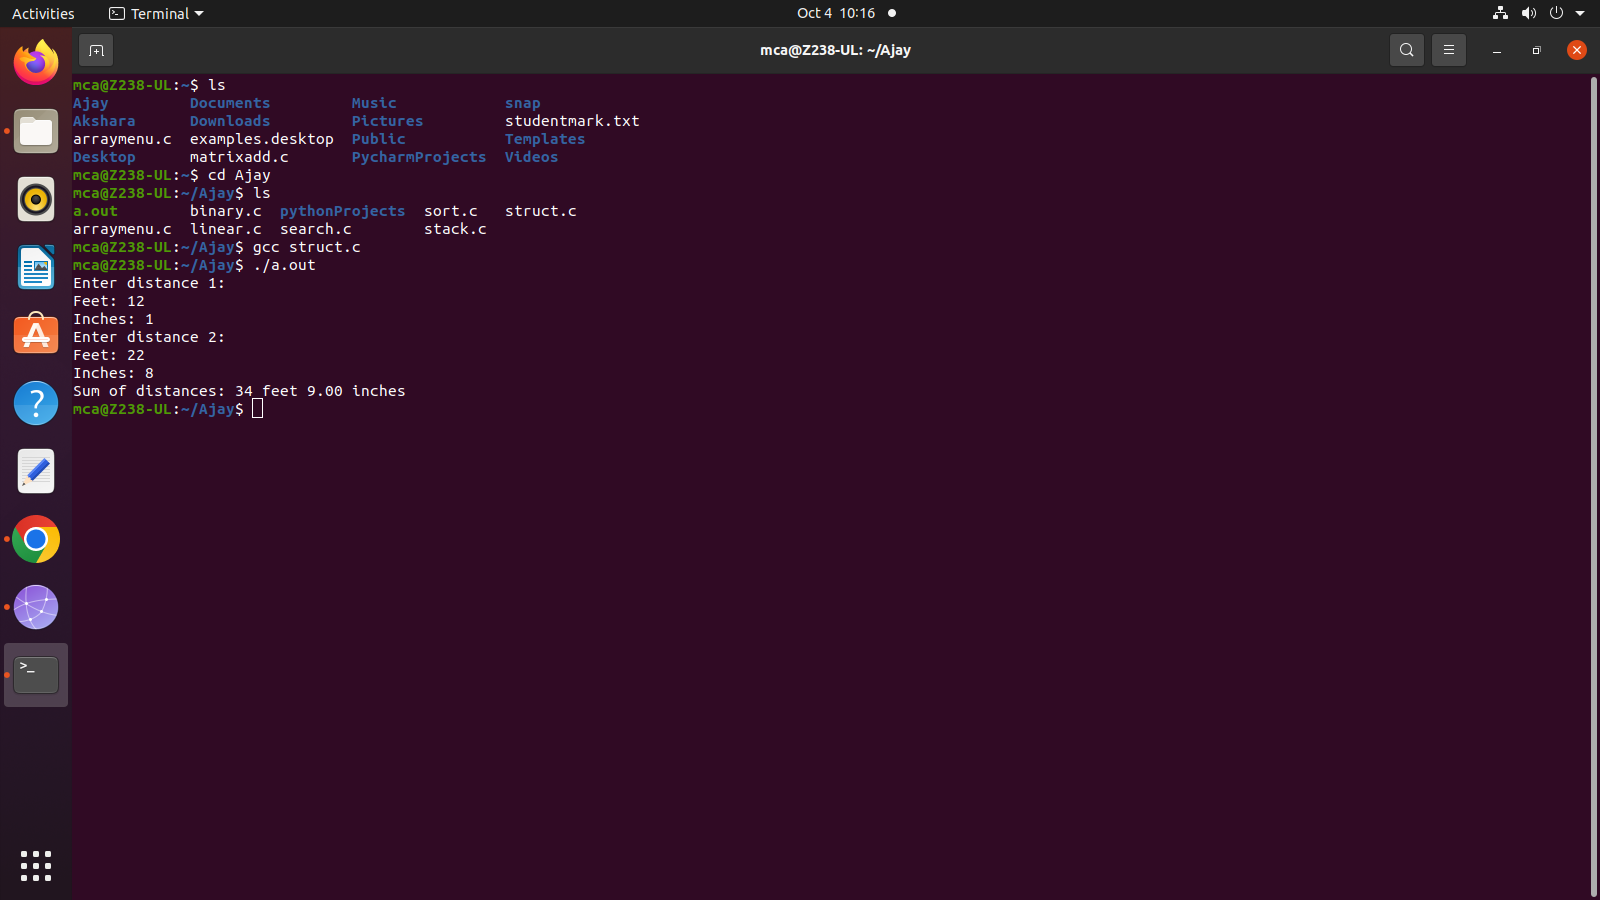 Activities Terminal Oct 4 10:16
mca@Z238-UL: ~/Ajay
mca@Z238-UL:~$ ls
Ajay Documents Music snap
Akshara Downloads Pictures studentmark.txt
arraymenu.c examples.desktop Public Templates
Desktop matrixadd.c PycharmProjects Videos
mca@Z238-UL:~$ cd Ajay
mca@Z238-UL:~/Ajay$ ls
a.out binary.c pythonProjects sort.c struct.c
arraymenu.c linear.c search.c stack.c
mca@Z238-UL:~/Ajay$ gcc struct.c
mca@Z238-UL:~/Ajay$ ./a.out
Enter distance 1:
Feet: 12
Inches: 1
Enter distance 2:
Feet: 22
Inches: 8
Sum of distances: 34 feet 9.00 inches
mca@Z238-UL:~/Ajay$